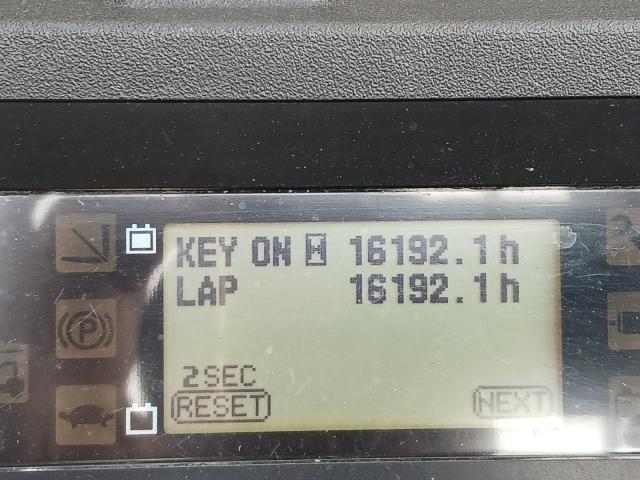 KEY ON H 16192.1h
LAP 16192.1h
2SEC
RESET NEXT
P